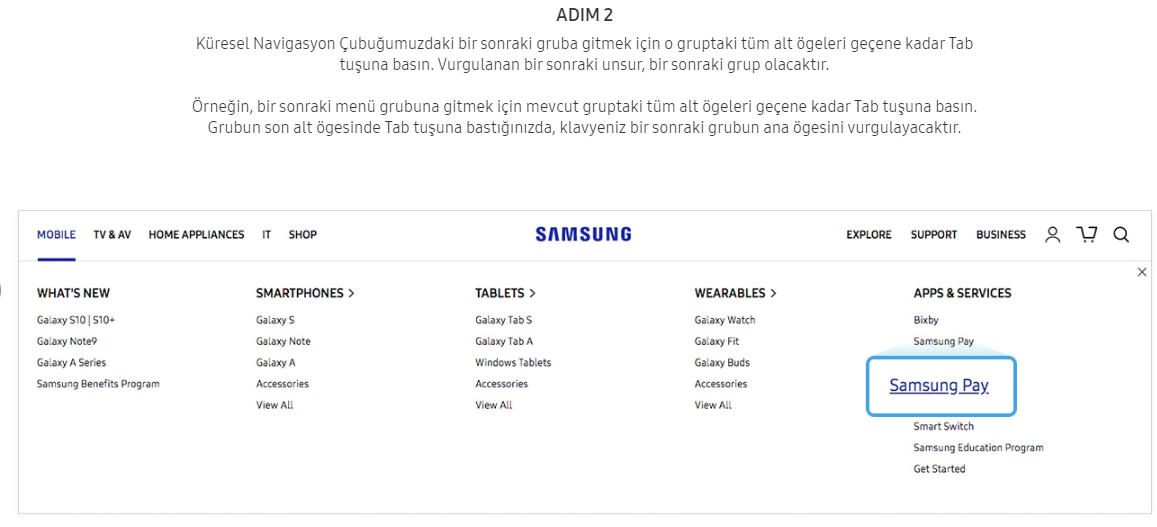 ADIM 2
Küresel Navigasyon Çubuğumuzdaki bir sonraki gruba gitmek için o gruptaki tüm alt ögeleri geçene kadar Tab
tuşuna basın. Vurgulanan bir sonraki unsur, bir sonraki grup olacaktır.
Örneğin, bir sonraki menü grubuna gitmek için mevcut gruptaki tüm alt ögeleri geçene kadar Tab tuşuna basın.
Grubun son alt ögesinde Tab tuşuna bastığınızda, klavyeniz bir sonraki grubun ana ögesini vurgulayacaktır.
MOBILE TV & AV HOME APPLIANCES IT SHOP SAMSUNG EXPLORE SUPPORT BUSINESS
WHAT'S NEW
Galaxy S10 | S10+
Galaxy Note9
Galaxy A Series
Samsung Benefits Program
SMARTPHONES >
Galaxy S
Galaxy Note
Galaxy A
Accessories
View All
TABLETS >
Galaxy Tab S
Galaxy Tab A
Windows Tablets
Accessories
View All
WEARABLES >
Galaxy Watch
Galaxy Fit
Galaxy Buds
Accessories
View All
APPS & SERVICES
Bixby
Samsung Pay
Samsung Pay
Smart Switch
Samsung Education Program
Get Started